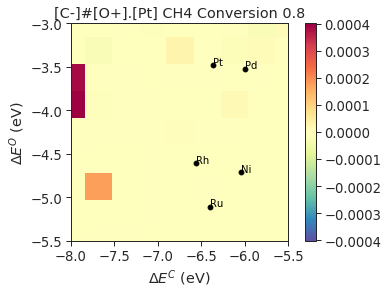 [C-]#[O+].[Pt] CH4 Conversion 0.8
−3.0
−3.5
−4.0
−4.5
−5.0
−5.5
ΔE^O (eV)
Pt
Pd
Rh
Ni
Ru
−8.0 −7.5 −7.0 −6.5 −6.0 −5.5
ΔE^C (eV)
0.0004
0.0003
0.0002
0.0001
0.0000
−0.0001
−0.0002
−0.0003
−0.0004